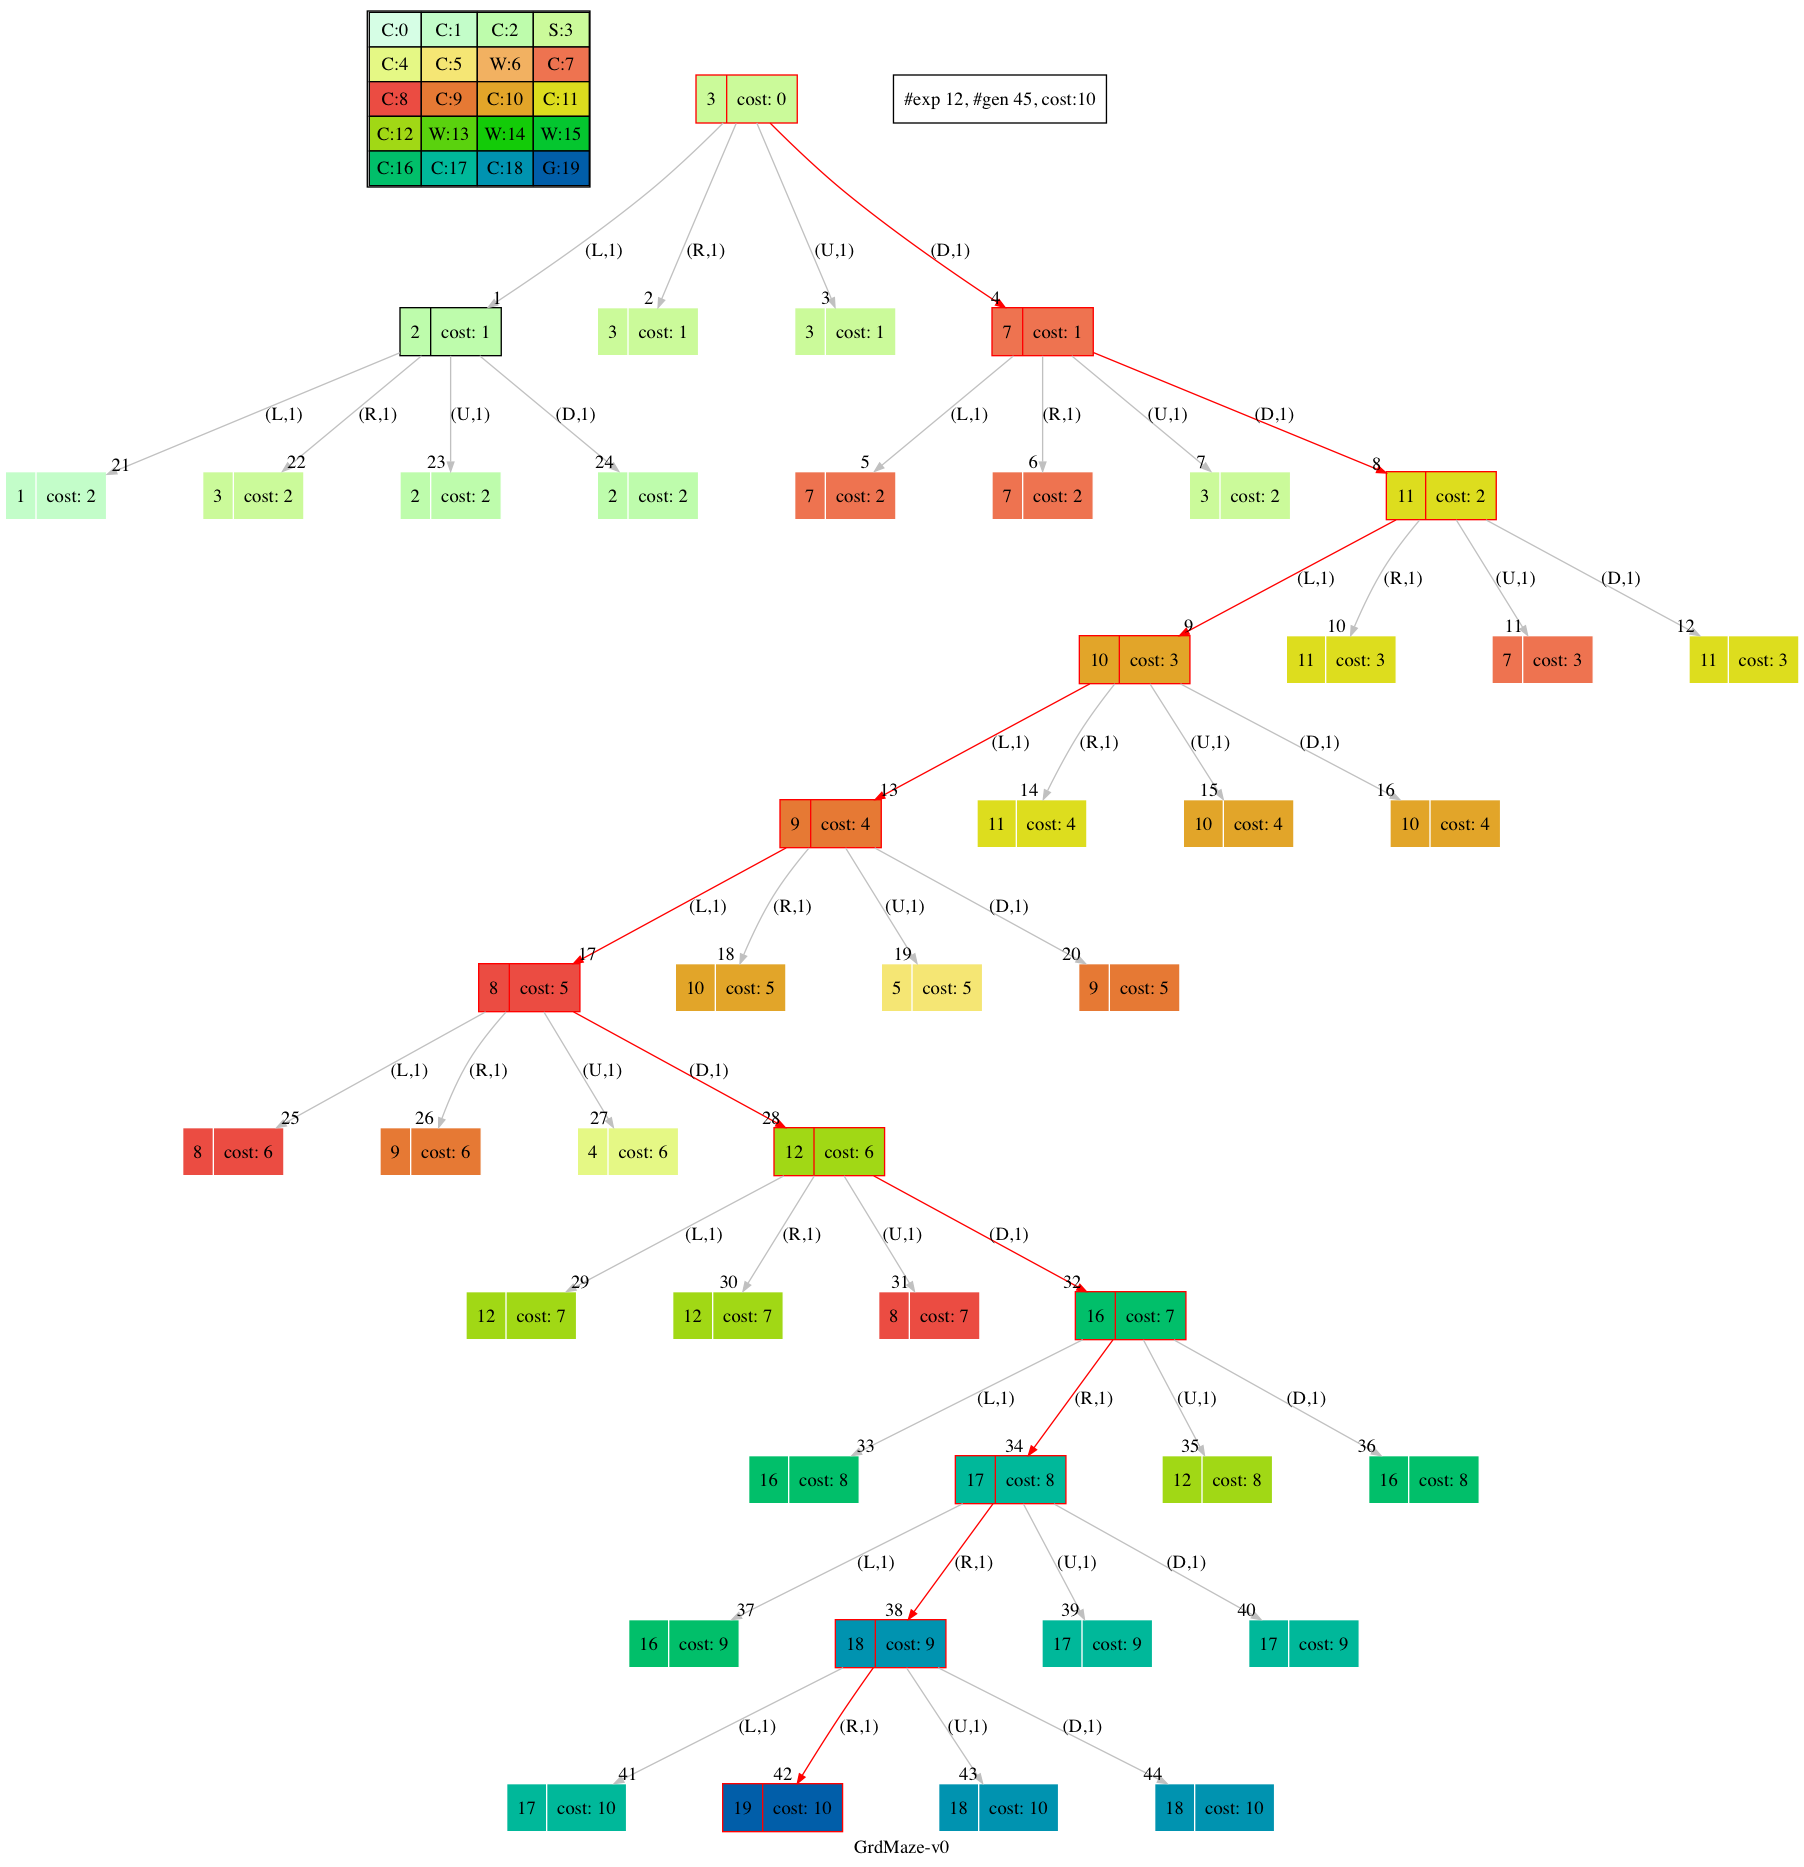 C:0 C:1 C:2 S:3
C:4 C:5 W:6 C:7
C:8 C:9 C:10 C:11
C:12 W:13 W:14 W:15
C:16 C:17 C:18 G:19
3 cost: 0
#exp 12, #gen 45, cost:10
(L,1) (R,1) (U,1) (D,1)
1 2 3 4
2 cost: 1 3 cost: 1 3 cost: 1 7 cost: 1
(L,1) (R,1) (U,1) (D,1) (L,1) (R,1) (U,1) (D,1)
21 22 23 24 5 6 7 8
1 cost: 2 3 cost: 2 2 cost: 2 2 cost: 2 7 cost: 2 7 cost: 2 3 cost: 2 11 cost: 2
(L,1) (R,1) (U,1) (D,1)
9 10 11 12
10 cost: 3 11 cost: 3 7 cost: 3 11 cost: 3
(L,1) (R,1) (U,1) (D,1)
13 14 15 16
9 cost: 4 11 cost: 4 10 cost: 4 10 cost: 4
(L,1) (R,1) (U,1) (D,1)
17 18 19 20
8 cost: 5 10 cost: 5 5 cost: 5 9 cost: 5
(L,1) (R,1) (U,1) (D,1)
25 26 27 28
8 cost: 6 9 cost: 6 4 cost: 6 12 cost: 6
(L,1) (R,1) (U,1) (D,1)
29 30 31 32
12 cost: 7 12 cost: 7 8 cost: 7 16 cost: 7
(L,1) (R,1) (U,1) (D,1)
33 34 35 36
16 cost: 8 17 cost: 8 12 cost: 8 16 cost: 8
(L,1) (R,1) (U,1) (D,1)
37 38 39 40
16 cost: 9 18 cost: 9 17 cost: 9 17 cost: 9
(L,1) (R,1) (U,1) (D,1)
41 42 43 44
17 cost: 10 19 cost: 10 18 cost: 10 18 cost: 10
GrdMaze-v0